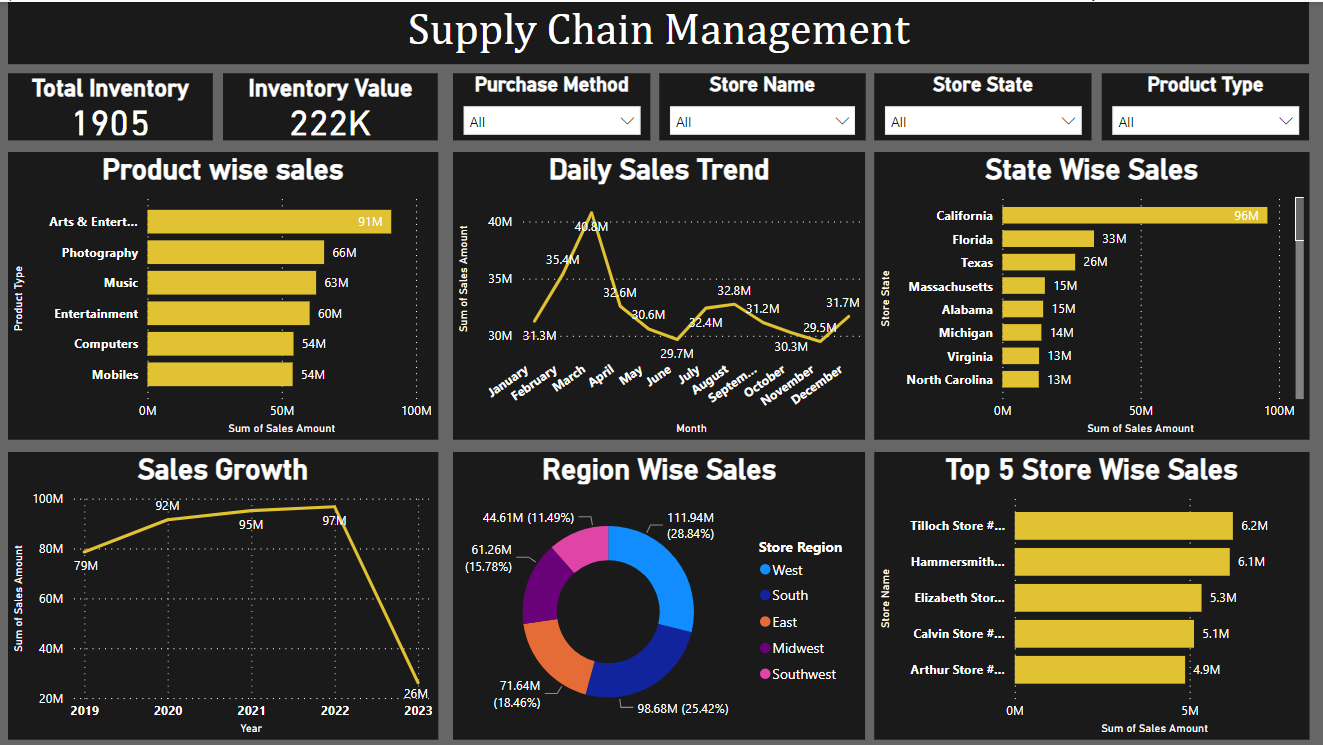 Supply Chain Management
Total Inventory
1905
Inventory Value
222K
Purchase Method
All
Store Name
All
Store State
All
Product Type
All
Product wise sales
Product Type
Arts & Entert... 91M
Photography 66M
Music 63M
Entertainment 60M
Computers 54M
Mobiles 54M
0M 50M 100M
Sum of Sales Amount
Daily Sales Trend
Sum of Sales Amount
40M
35M
30M
31.3M
35.4M
40.8M
32.6M
30.6M
29.7M
32.4M
32.8M
31.2M
30.3M
29.5M
31.7M
January
February
March
April
May
June
July
August
Septem...
October
November
December
Month
State Wise Sales
Store State
California 96M
Florida 33M
Texas 26M
Massachusetts 15M
Alabama 15M
Michigan 14M
Virginia 13M
North Carolina 13M
0M 50M 100M
Sum of Sales Amount
Sales Growth
Sum of Sales Amount
100M
80M
60M
40M
20M
79M
92M
95M
97M
26M
2019 2020 2021 2022 2023
Year
Region Wise Sales
111.94M
(28.84%)
98.68M (25.42%)
71.64M
(18.46%)
61.26M
(15.78%)
44.61M (11.49%)
Store Region
West
South
East
Midwest
Southwest
Top 5 Store Wise Sales
Store Name
Tilloch Store #... 6.2M
Hammersmith... 6.1M
Elizabeth Stor... 5.3M
Calvin Store #... 5.1M
Arthur Store #... 4.9M
0M 5M
Sum of Sales Amount